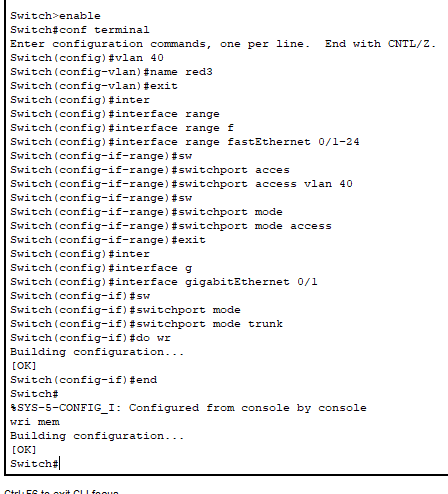 Switch>enable
Switch#conf terminal
Enter configuration commands, one per line.  End with CNTL/Z.
Switch(config)#vlan 40
Switch(config-vlan)#name red3
Switch(config-vlan)#exit
Switch(config)#inter
Switch(config)#interface range
Switch(config)#interface range f
Switch(config)#interface range fastEthernet 0/1-24
Switch(config-if-range)#sw
Switch(config-if-range)#switchport acces
Switch(config-if-range)#switchport access vlan 40
Switch(config-if-range)#sw
Switch(config-if-range)#switchport mode
Switch(config-if-range)#switchport mode access
Switch(config-if-range)#exit
Switch(config)#inter
Switch(config)#interface g
Switch(config)#interface gigabitEthernet 0/1
Switch(config-if)#sw
Switch(config-if)#switchport mode
Switch(config-if)#switchport mode trunk
Switch(config-if)#do wr
Building configuration...
[OK]
Switch(config-if)#end
Switch#
%SYS-5-CONFIG_I: Configured from console by console
wri mem
Building configuration...
[OK]
Switch#
Ctrl+F6 to exit CLI focus